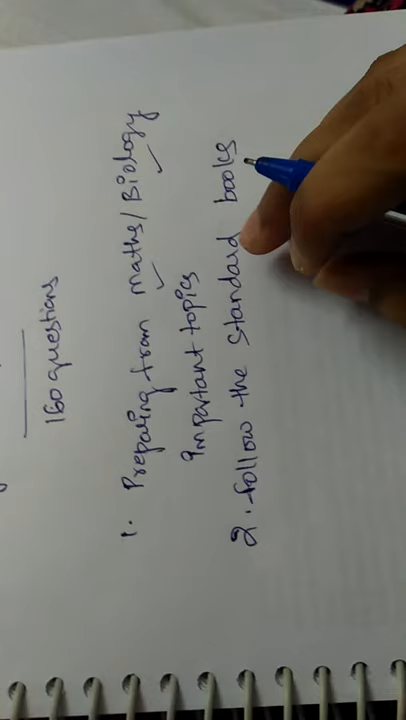 160 questions
1. Preparing from maths/Biology
Important topics
2. follow the standard books